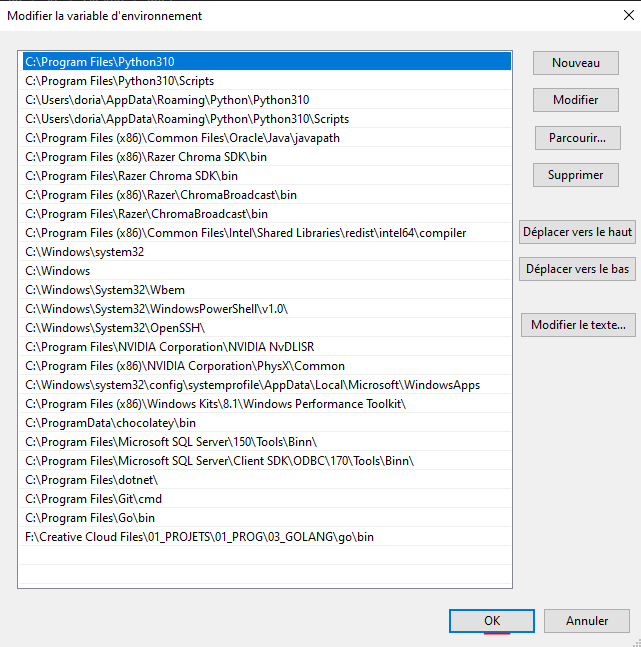 Modifier la variable d'environnement
C:\Program Files\Python310
C:\Program Files\Python310\Scripts
C:\Users\doria\AppData\Roaming\Python\Python310
C:\Users\doria\AppData\Roaming\Python\Python310\Scripts
C:\Program Files (x86)\Common Files\Oracle\Java\javapath
C:\Program Files (x86)\Razer Chroma SDK\bin
C:\Program Files\Razer Chroma SDK\bin
C:\Program Files (x86)\Razer\ChromaBroadcast\bin
C:\Program Files\Razer\ChromaBroadcast\bin
C:\Program Files (x86)\Common Files\Intel\Shared Libraries\redist\intel64\compiler
C:\Windows\system32
C:\Windows
C:\Windows\System32\Wbem
C:\Windows\System32\WindowsPowerShell\v1.0\
C:\Windows\System32\OpenSSH\
C:\Program Files\NVIDIA Corporation\NVIDIA NvDLISR
C:\Program Files (x86)\NVIDIA Corporation\PhysX\Common
C:\Windows\system32\config\systemprofile\AppData\Local\Microsoft\WindowsApps
C:\Program Files (x86)\Windows Kits\8.1\Windows Performance Toolkit\
C:\ProgramData\chocolatey\bin
C:\Program Files\Microsoft SQL Server\150\Tools\Binn\
C:\Program Files\Microsoft SQL Server\Client SDK\ODBC\170\Tools\Binn\
C:\Program Files\dotnet\
C:\Program Files\Git\cmd
C:\Program Files\Go\bin
F:\Creative Cloud Files\01_PROJETS\01_PROG\03_GOLANG\go\bin
Nouveau
Modifier
Parcourir...
Supprimer
Déplacer vers le haut
Déplacer vers le bas
Modifier le texte...
OK
Annuler